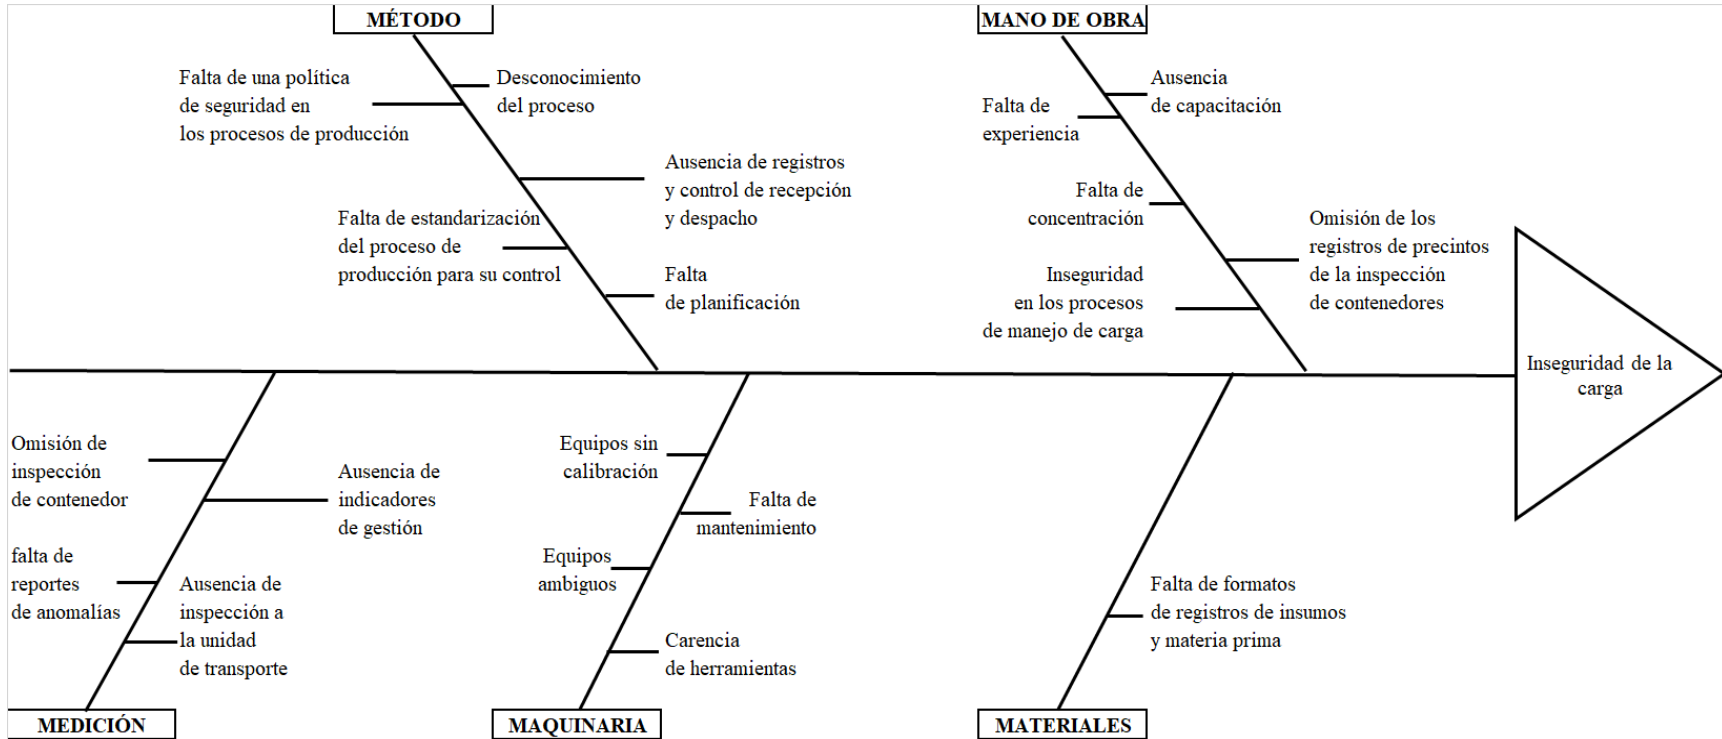 MÉTODO
MANO DE OBRA
Falta de una política
de seguridad en
los procesos de producción
Desconocimiento
del proceso
Ausencia de registros
y control de recepción
y despacho
Falta de estandarización
del proceso de
producción para su control
Falta
de planificación
Ausencia
de capacitación
Falta de
experiencia
Falta de
concentración
Omisión de los
registros de precintos
de la inspección
de contenedores
Inseguridad
en los procesos
de manejo de carga
Inseguridad de la
carga
Omisión de
inspección
de contenedor
Ausencia de
indicadores
de gestión
falta de
reportes
de anomalías
Ausencia de
inspección a
la unidad
de transporte
Equipos sin
calibración
Falta de
mantenimiento
Equipos
ambiguos
Carencia
de herramientas
Falta de formatos
de registros de insumos
y materia prima
MEDICIÓN
MAQUINARIA
MATERIALES